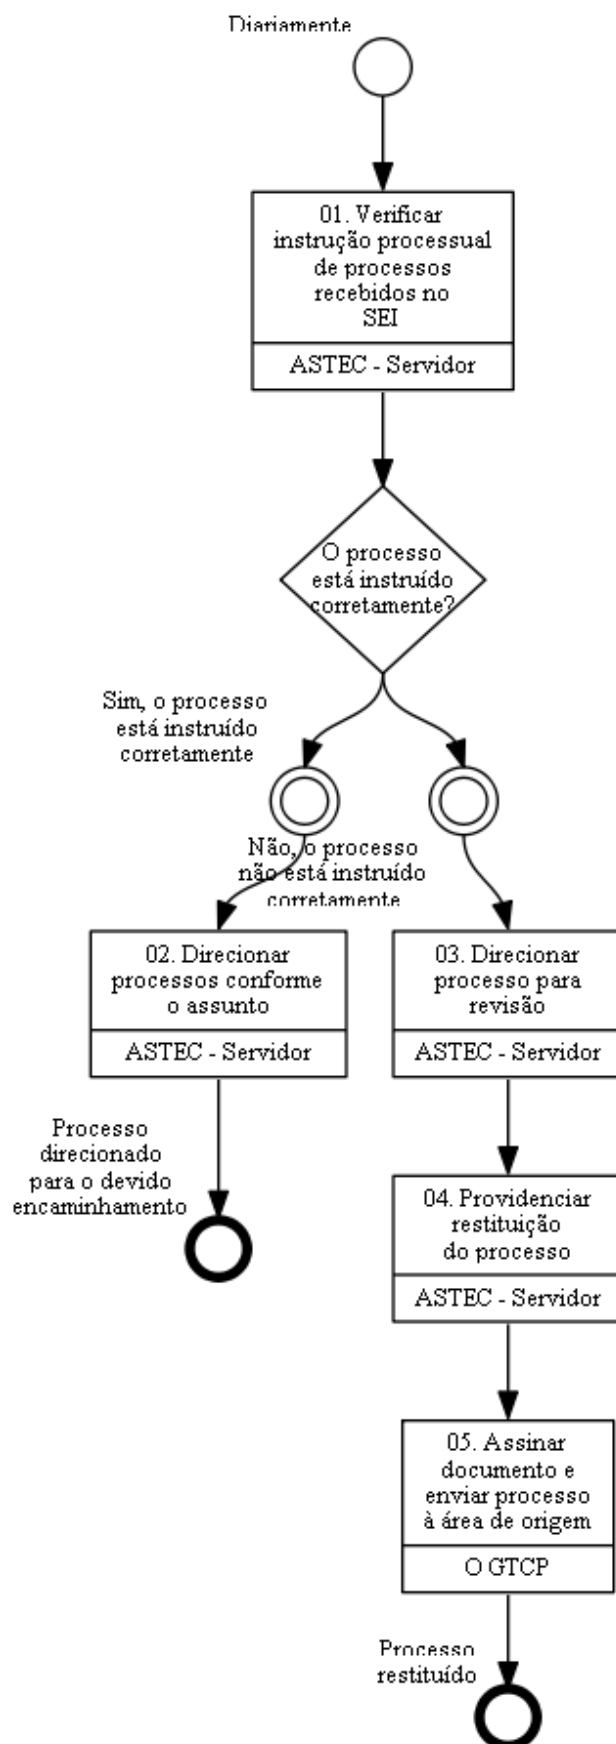 Diariamente
01. Verificar
instrução processual
de processos
recebidos no
SEI
ASTEC - Servidor
O processo
está instruído
corretamente?
Sim, o processo
está instruído
corretamente
Não, o processo
não está instruído
corretamente
02. Direcionar
processos conforme
o assunto
ASTEC - Servidor
03. Direcionar
processo para
revisão
ASTEC - Servidor
Processo
direcionado
para o devido
encaminhamento
04. Providenciar
restituição
do processo
ASTEC - Servidor
05. Assinar
documento e
enviar processo
à área de origem
O GTCP
Processo
restituído